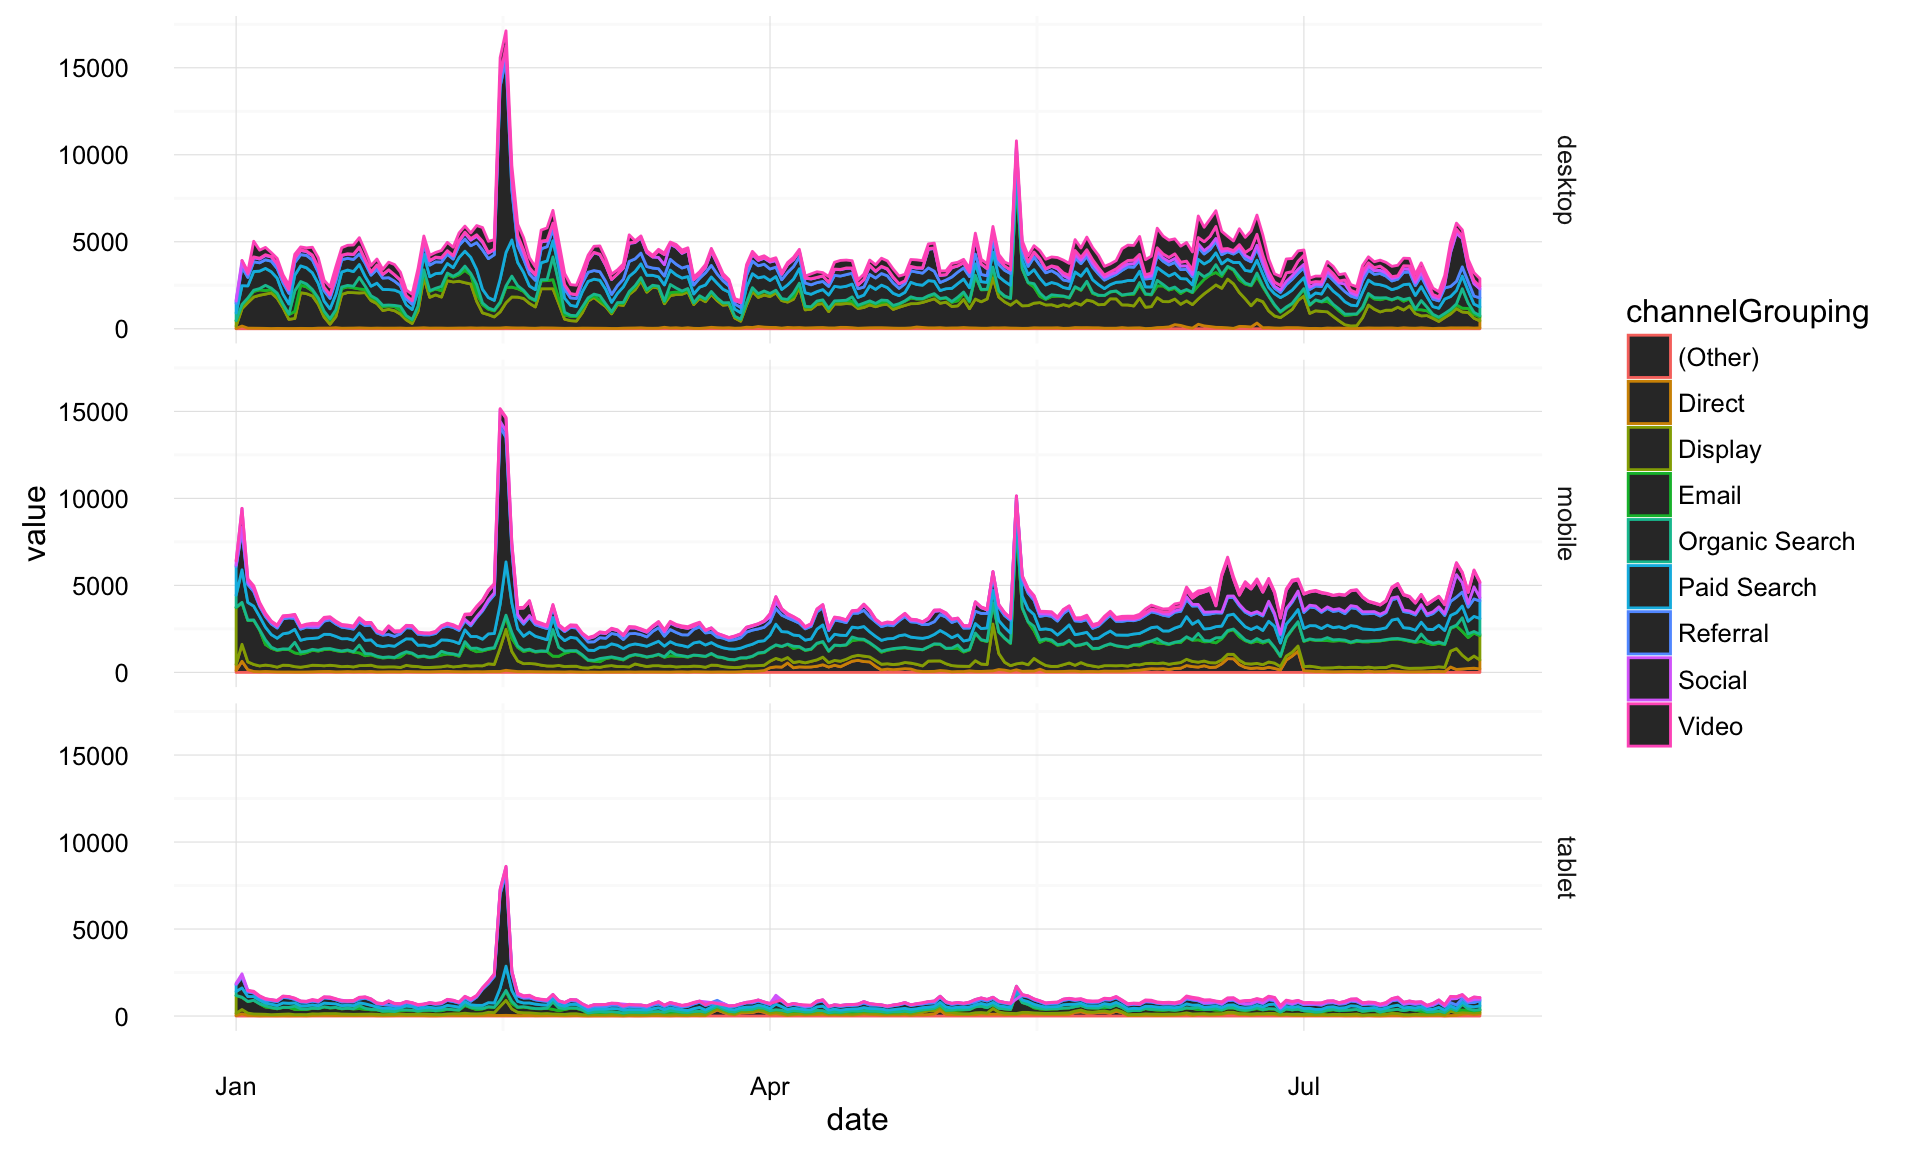 15000
10000
5000
0
desktop
15000
10000
5000
0
mobile
15000
10000
5000
0
tablet
value
Jan
Apr
Jul
date
channelGrouping
(Other)
Direct
Display
Email
Organic Search
Paid Search
Referral
Social
Video